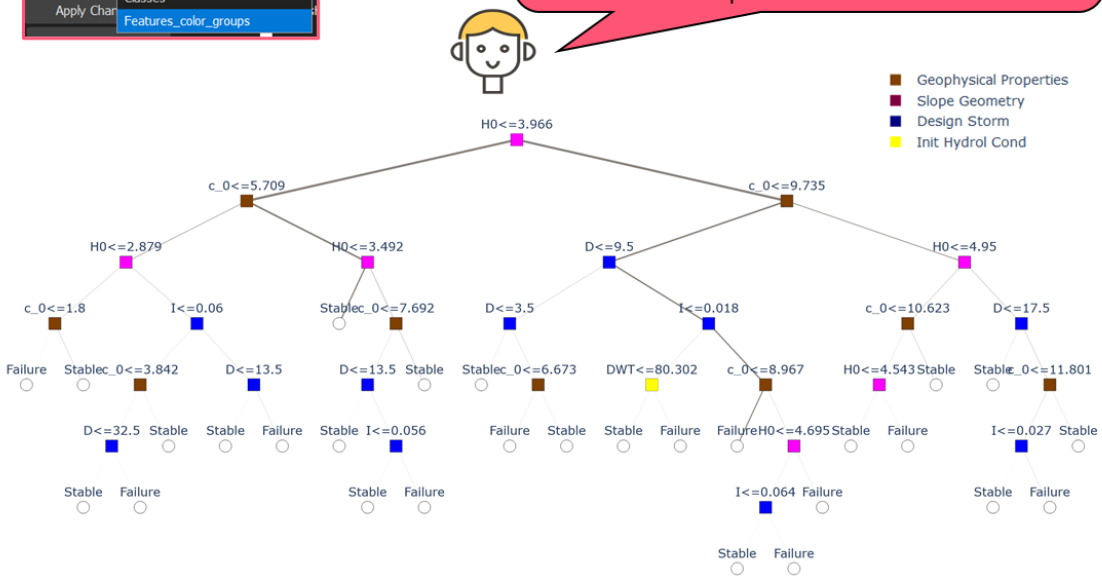 Apply Chan
Features_color_groups
Geophysical Properties
Slope Geometry
Design Storm
Init Hydrol Cond
H0<=3.966
c_0<=5.709 c_0<=9.735
H0<=2.879 H0<=3.492 D<=9.5 H0<=4.95
c_0<=1.8 I<=0.06 Stable c_0<=7.692 D<=3.5 I<=0.018 c_0<=10.623 D<=17.5
Failure Stable c_0<=3.842 D<=13.5 D<=13.5 Stable Stable c_0<=6.673 DWT<=80.302 c_0<=8.967 H0<=4.543 Stable Stable c_0<=11.801
D<=32.5 Stable Stable Failure Stable I<=0.056 Failure Stable Stable Failure Failure H0<=4.695 Stable Failure I<=0.027 Stable
Stable Failure Stable Failure I<=0.064 Failure Stable Failure
Stable Failure